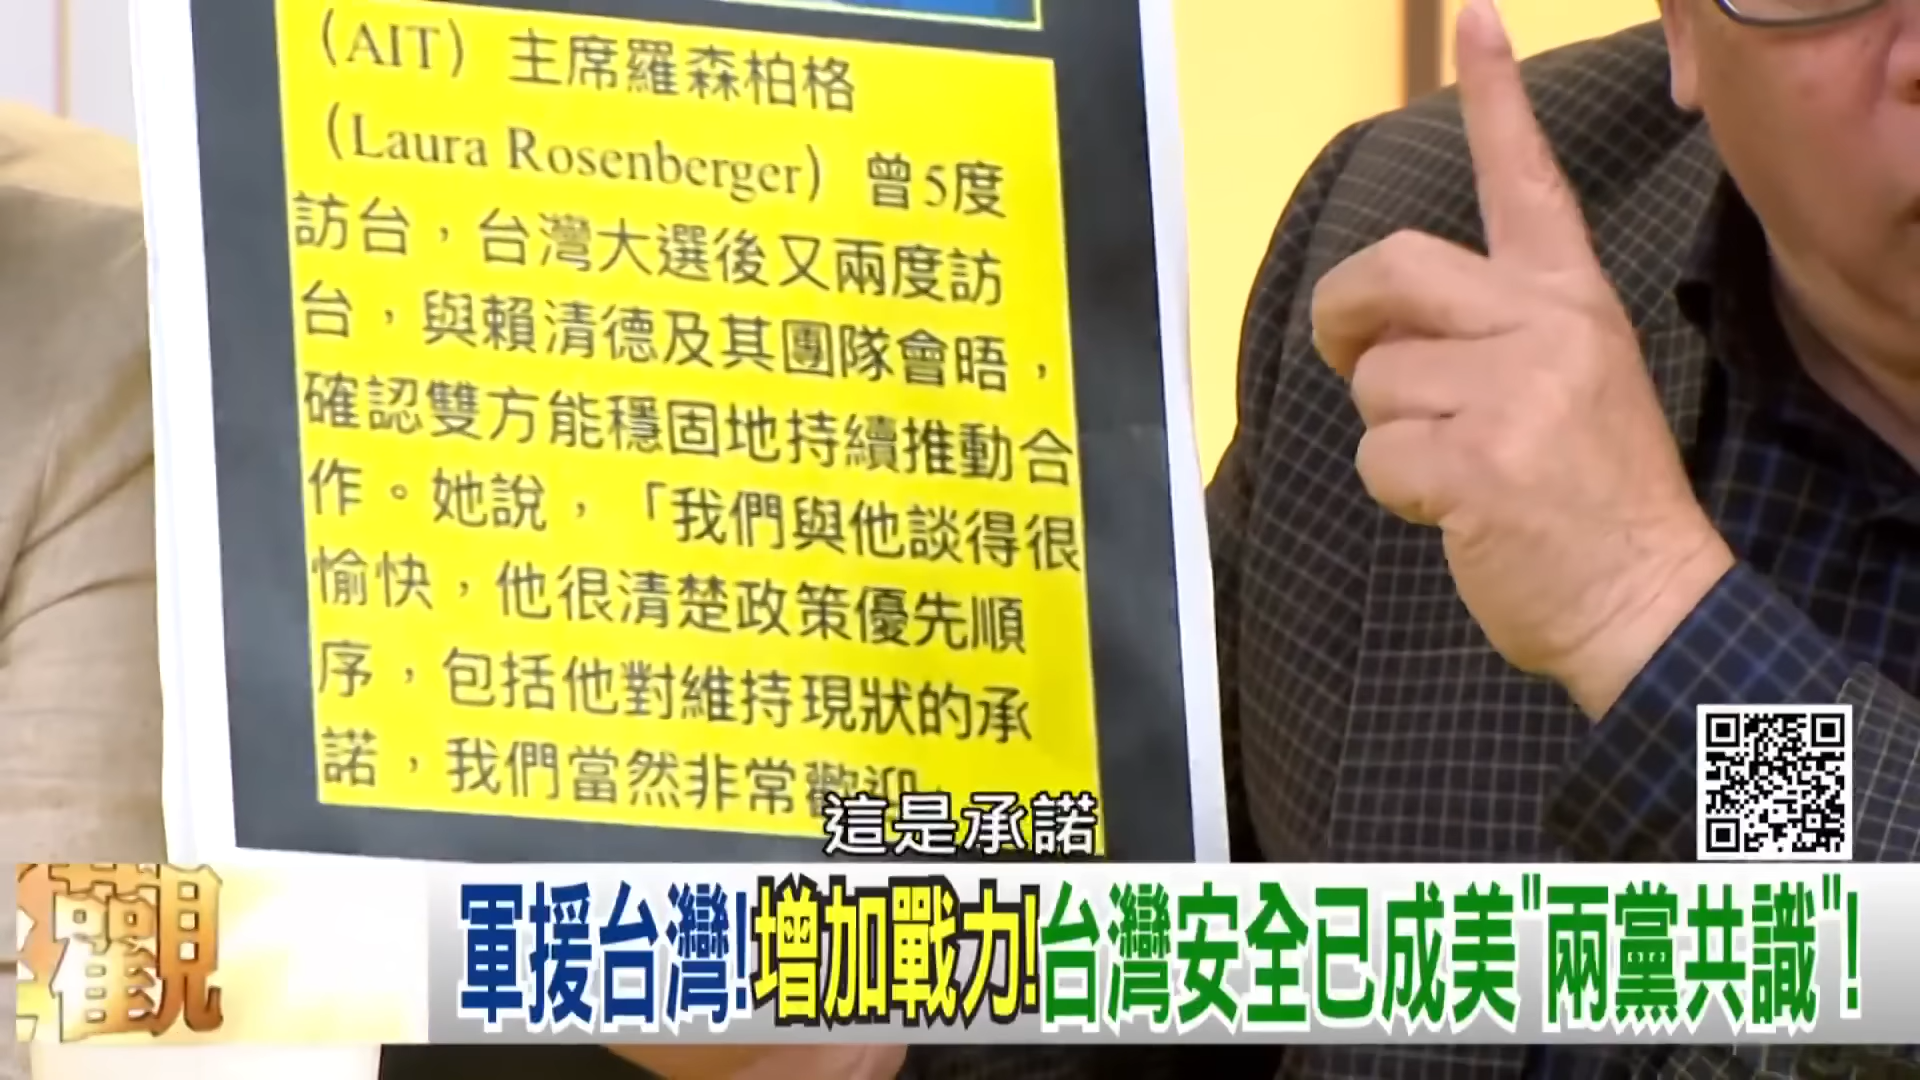 （AIT）主席羅森柏格
（Laura Rosenberger）曾5度
訪台，台灣大選後又兩度訪
台，與賴清德及其團隊會晤，
確認雙方能穩固地持續推動合
作。她說，「我們與他談得很
愉快，他很清楚政策優先順
序，包括他對維持現狀的承
諾，我們當然非常歡迎。
這是承諾
觀
軍援台灣!增加戰力!台灣安全已成美"兩黨共識"!